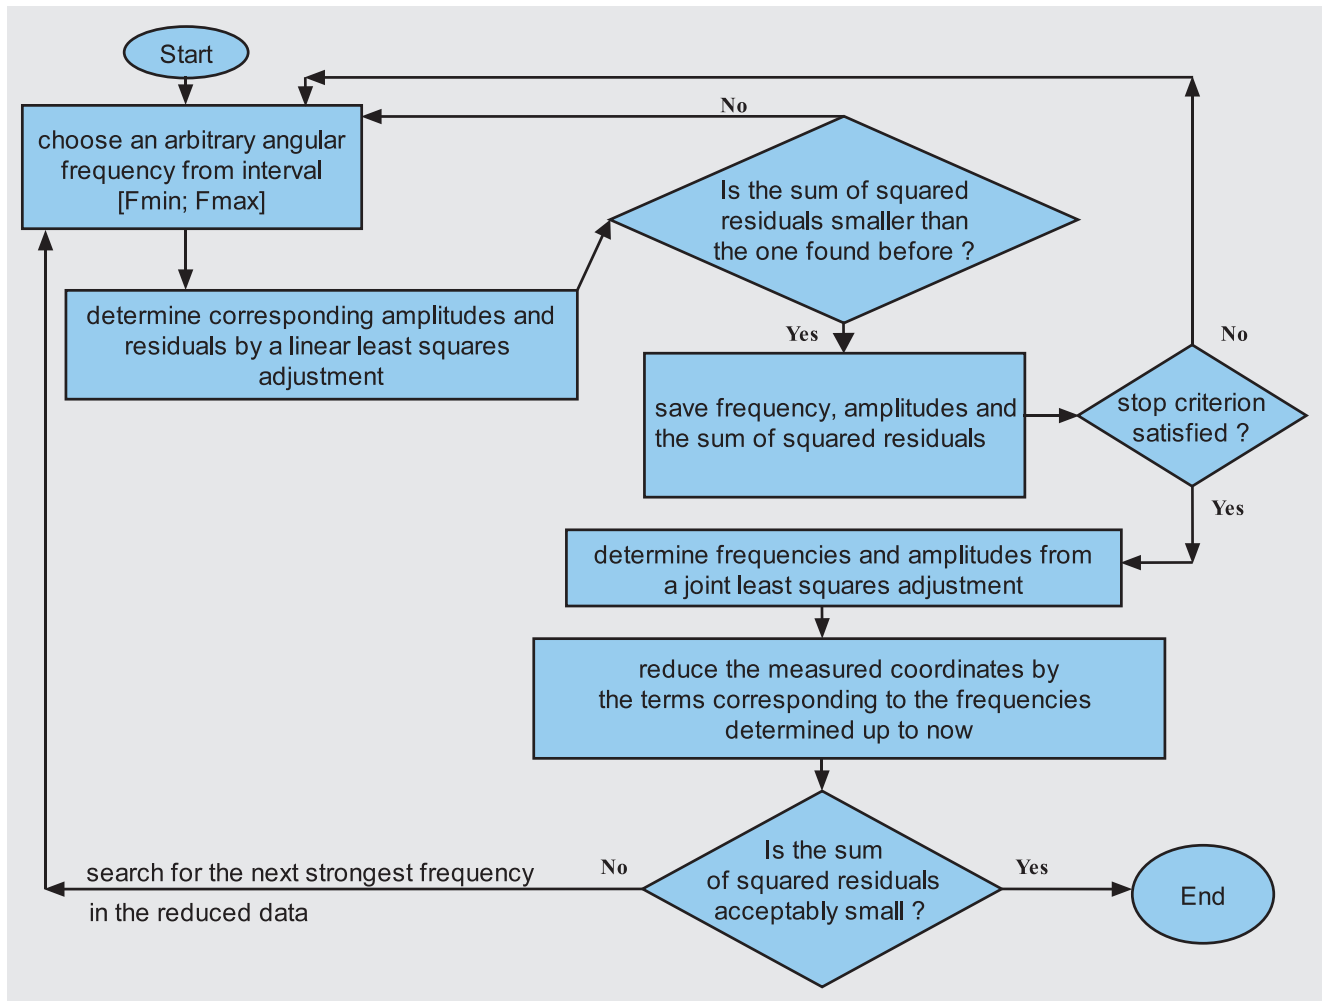 Start
choose an arbitrary angular
frequency from interval
[Fmin; Fmax]
determine corresponding amplitudes and
residuals by a linear least squares
adjustment
No
Is the sum of squared
residuals smaller than
the one found before ?
Yes
save frequency, amplitudes and
the sum of squared residuals
No
stop criterion
satisfied ?
Yes
determine frequencies and amplitudes from
a joint least squares adjustment
reduce the measured coordinates by
the terms corresponding to the frequencies
determined up to now
Is the sum
of squared residuals
acceptably small ?
No
search for the next strongest frequency
in the reduced data
Yes
End